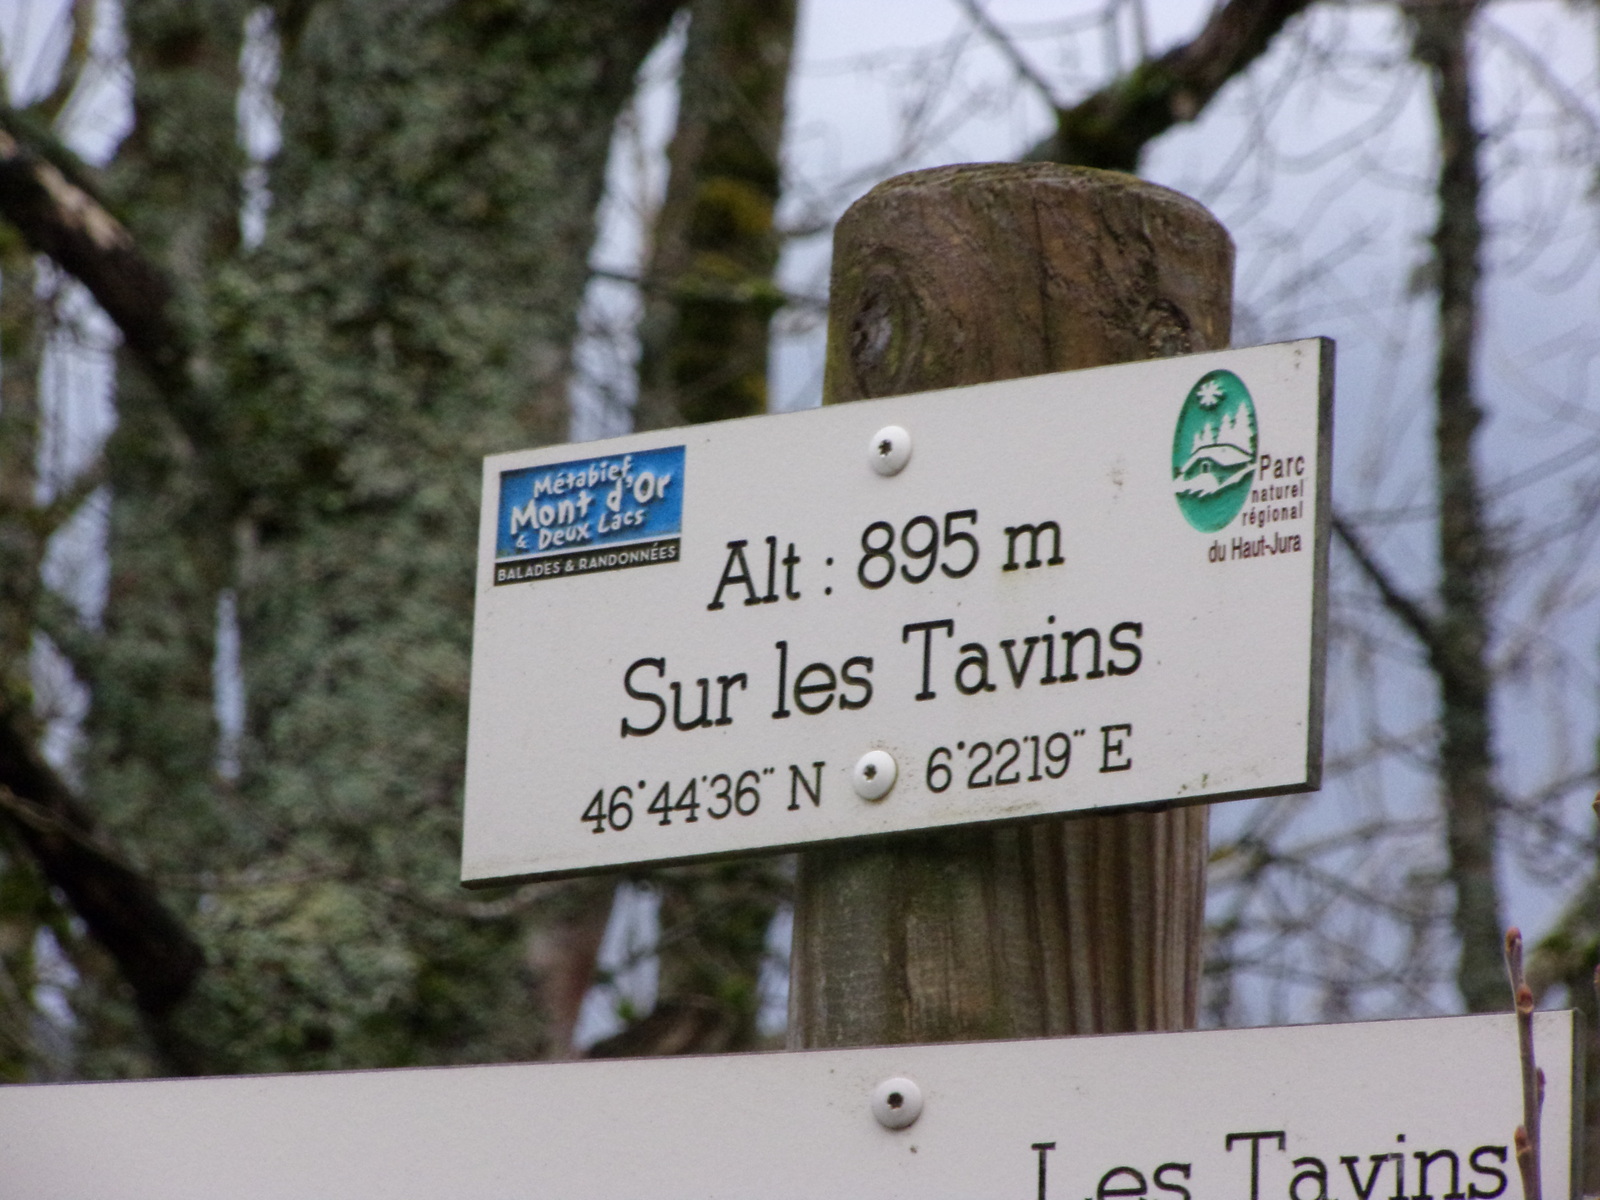 Métabief
Mont d'Or
& Deux Lacs
BALADES & RANDONNÉES
Parc
naturel
régional
du Haut-Jura
Alt : 895 m
Sur les Tavins
46°44'36" N 6°22'19" E
Les Tavins